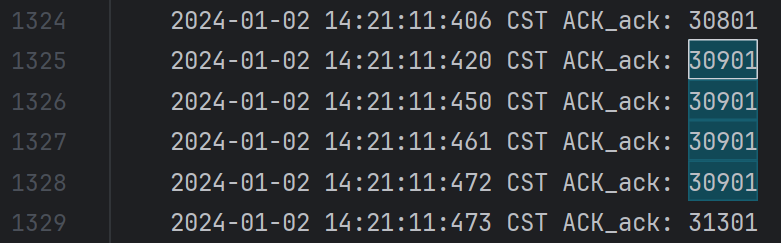 1324 2024-01-02 14:21:11:406 CST ACK_ack: 30801
1325 2024-01-02 14:21:11:420 CST ACK_ack: 30901
1326 2024-01-02 14:21:11:450 CST ACK_ack: 30901
1327 2024-01-02 14:21:11:461 CST ACK_ack: 30901
1328 2024-01-02 14:21:11:472 CST ACK_ack: 30901
1329 2024-01-02 14:21:11:473 CST ACK_ack: 31301